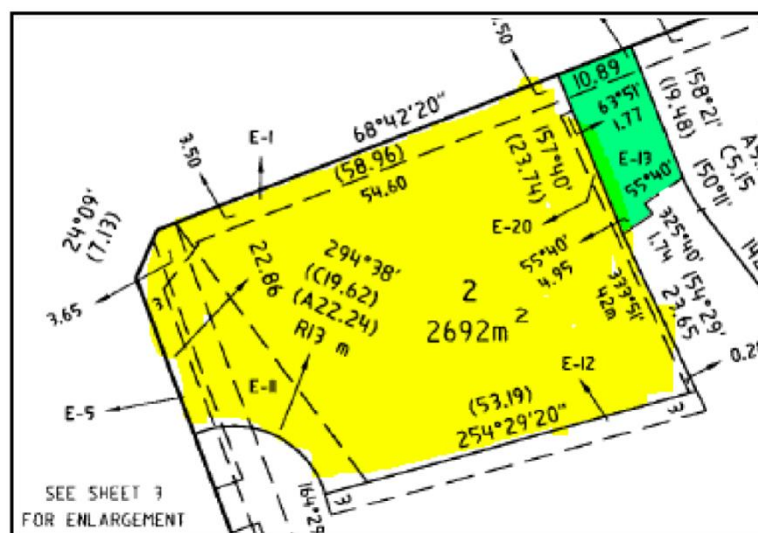 .50
10.89
68°42'20"
E-1
3.50
(58.96)
54.60
157°40'
(23.74)
63°51'
1.77
E-13
55°40'
158°21'
(19.48)
C5.15
150°11'
24°09'
(7.13)
3.65
22.86
294°38'
(C19.62)
(A22.24)
R13 m
E-20
55°40'
4.95
325°40'
1.74
154°29'
23.65
333°51'
42m
2
2692m²
E-11
E-5
E-12
(53.19)
254°29'20"
3
3
3
164°29
SEE SHEET 3
FOR ENLARGEMENT